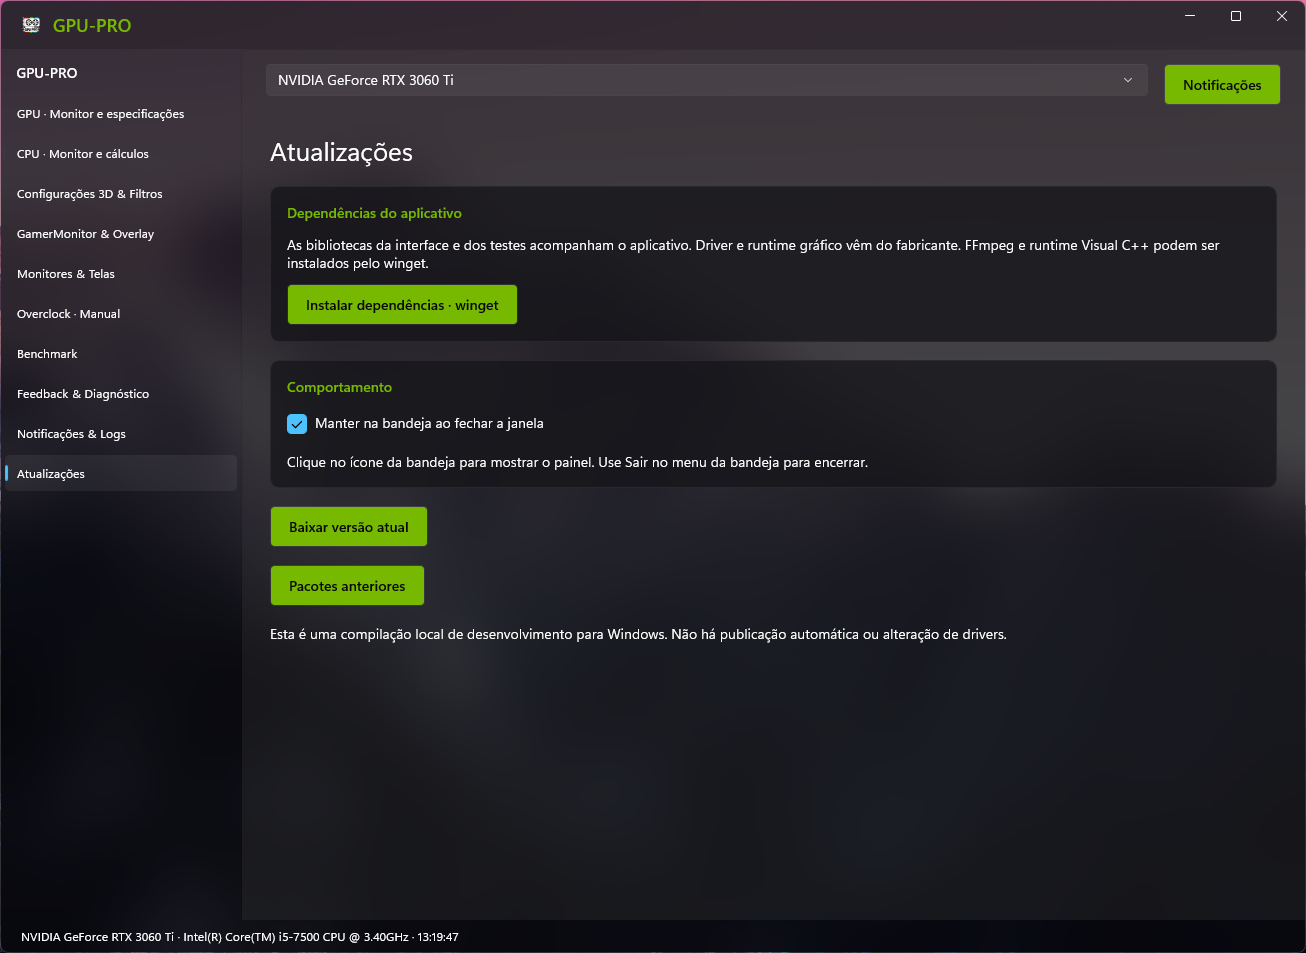 GPU-PRO
GPU-PRO
GPU · Monitor e especificações
CPU · Monitor e cálculos
Configurações 3D & Filtros
GamerMonitor & Overlay
Monitores & Telas
Overclock · Manual
Benchmark
Feedback & Diagnóstico
Notificações & Logs
Atualizações
NVIDIA GeForce RTX 3060 Ti
Notificações
Atualizações
Dependências do aplicativo
As bibliotecas da interface e dos testes acompanham o aplicativo. Driver e runtime gráfico vêm do fabricante. FFmpeg e runtime Visual C++ podem ser
instalados pelo winget.
Instalar dependências · winget
Comportamento
Manter na bandeja ao fechar a janela
Clique no ícone da bandeja para mostrar o painel. Use Sair no menu da bandeja para encerrar.
Baixar versão atual
Pacotes anteriores
Esta é uma compilação local de desenvolvimento para Windows. Não há publicação automática ou alteração de drivers.
NVIDIA GeForce RTX 3060 Ti · Intel(R) Core(TM) i5-7500 CPU @ 3.40GHz · 13:19:47